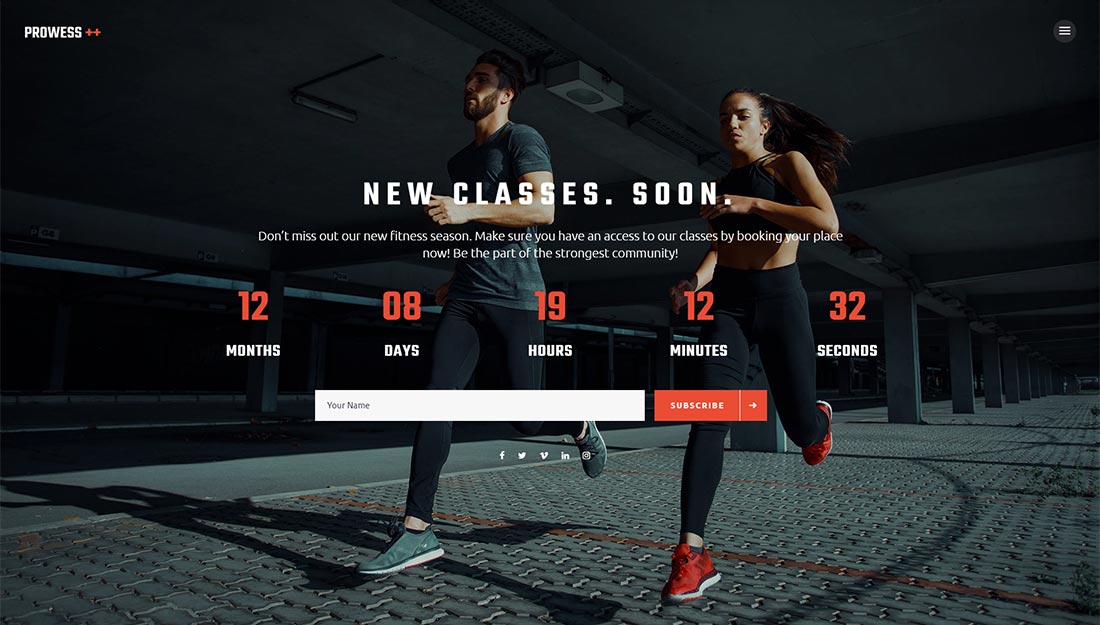 PROWESS ++
NEW CLASSES. SOON.
Don't miss out our new fitness season. Make sure you have an access to our classes by booking your place
now! Be the part of the strongest community!
12 08 19 12 32
MONTHS DAYS HOURS MINUTES SECONDS
Your Name SUBSCRIBE